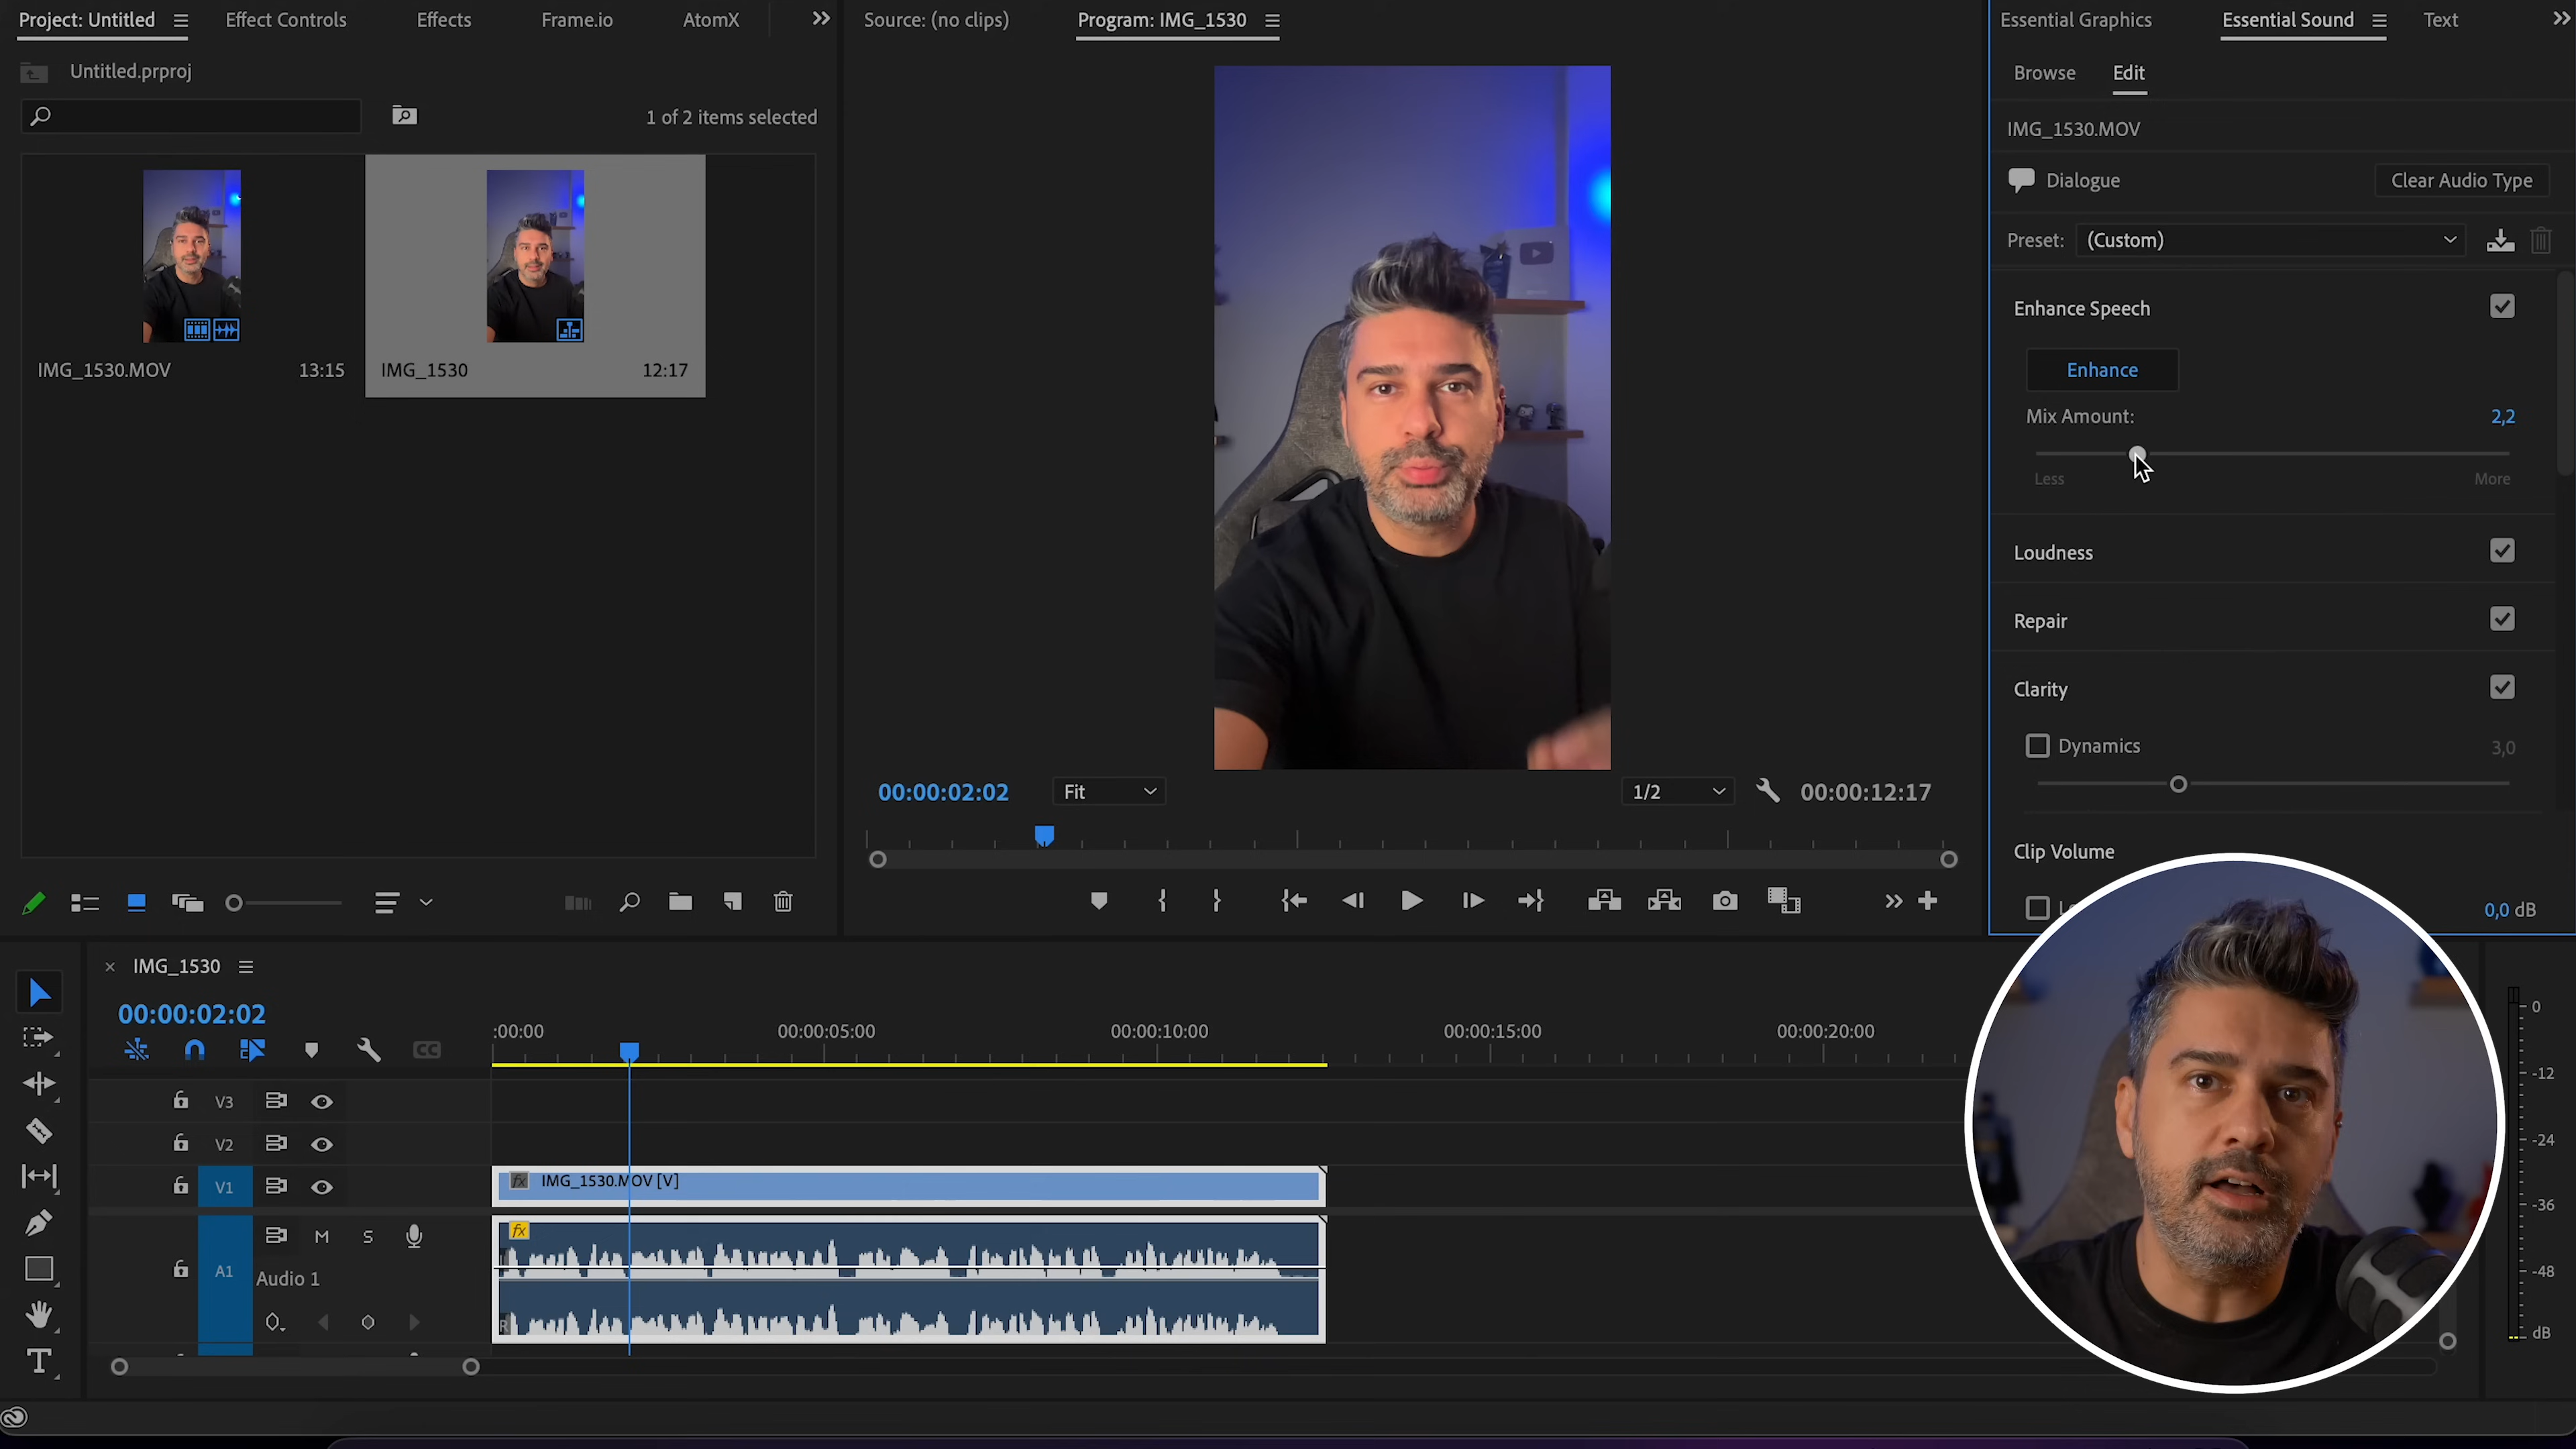 Project: Untitled
Effect Controls
Effects
Frame.io
AtomX
Source: (no clips)
Program: IMG_1530
Essential Graphics
Essential Sound
Text
Untitled.prproj
1 of 2 items selected
IMG_1530.MOV 13:15
IMG_1530 12:17
Browse
Edit
IMG_1530.MOV
Dialogue
Clear Audio Type
Preset: (Custom)
Enhance Speech
Enhance
Mix Amount: 2,2
Less More
Loudness
Repair
Clarity
Dynamics 3,0
Clip Volume
0,0 dB
00:00:02:02
Fit
1/2
00:00:12:17
IMG_1530
00:00:02:02
:00:00
00:00:05:00
00:00:10:00
00:00:15:00
00:00:20:00
CC
V3
V2
V1
IMG_1530.MOV [V]
fx
fx
A1
M
S
Audio 1
R
0
-12
-24
-36
-48
dB